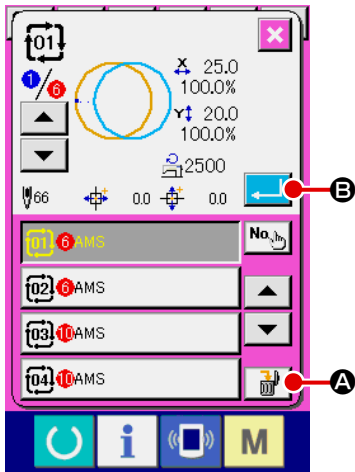 01
X 25.0
1/6 100.0%
Y 20.0
100.0%
2500
66 0.0 0.0
B
01 6 AMS No.
02 6 AMS
03 10 AMS
04 10 AMS
A
i M